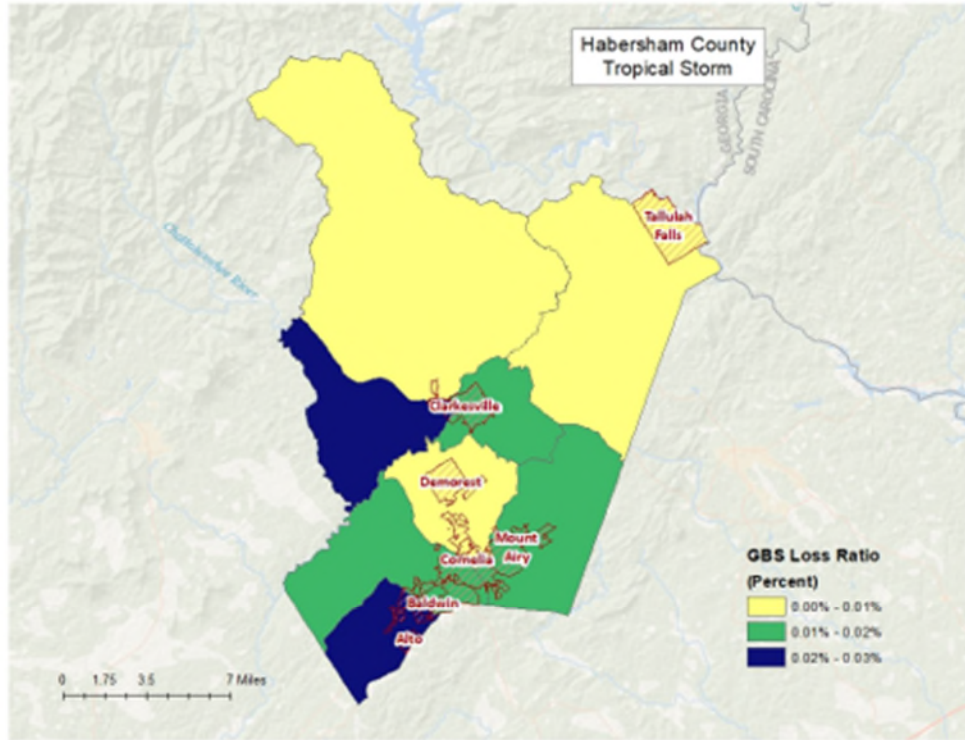 Habersham County
Tropical Storm
GEORGIA
SOUTH CAROLINA
Tallulah
Falls
Chattahoochee River
Clarkesville
Demorest
Mount
Airy
Cornelia
Baldwin
Alto
GBS Loss Ratio
(Percent)
0.00% - 0.01%
0.01% - 0.02%
0.02% - 0.03%
0 1.75 3.5 7 Miles